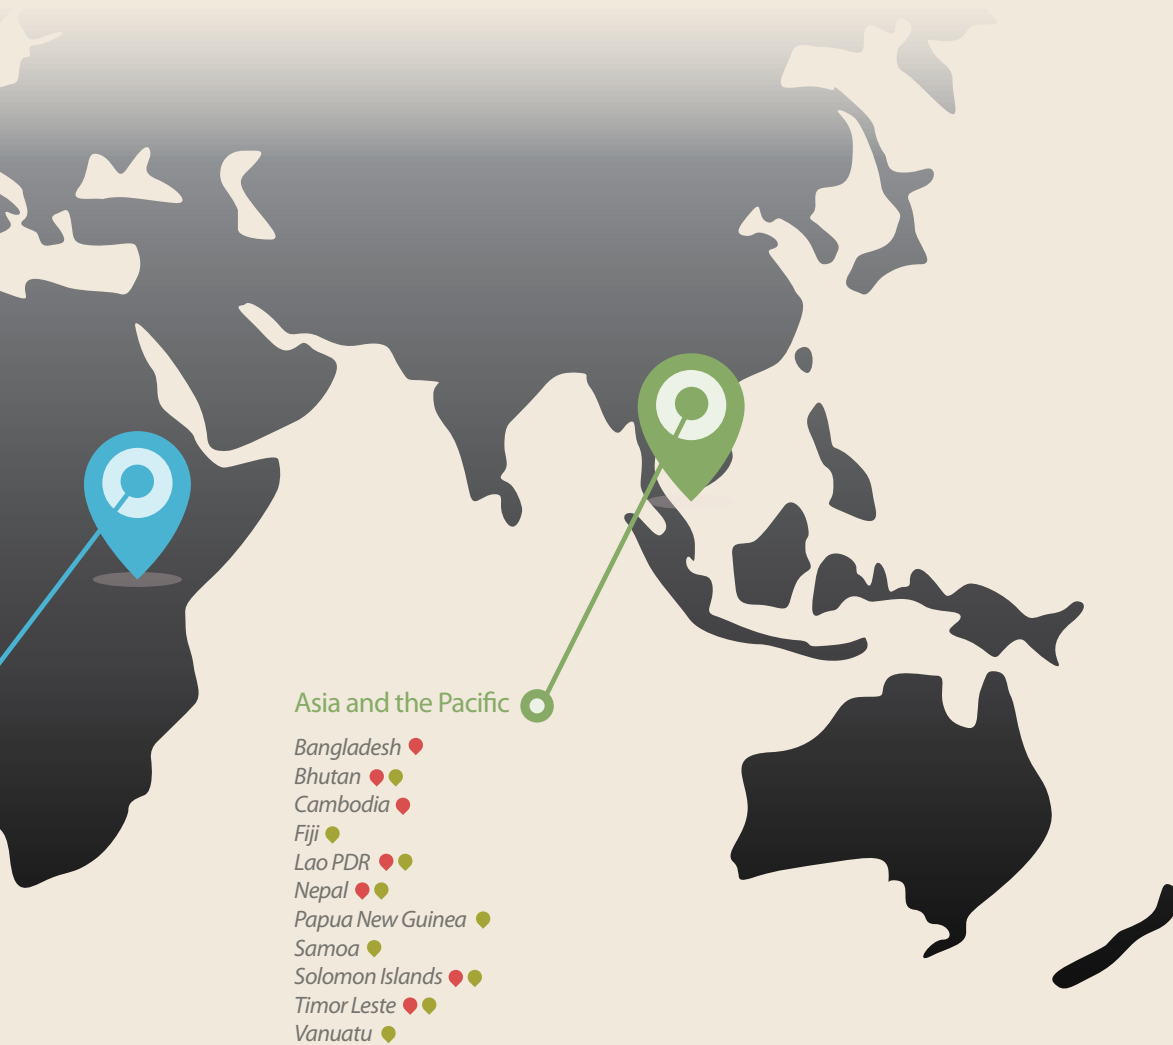 Asia and the Pacific
Bangladesh
Bhutan
Cambodia
Fiji
Lao PDR
Nepal
Papua New Guinea
Samoa
Solomon Islands
Timor Leste
Vanuatu